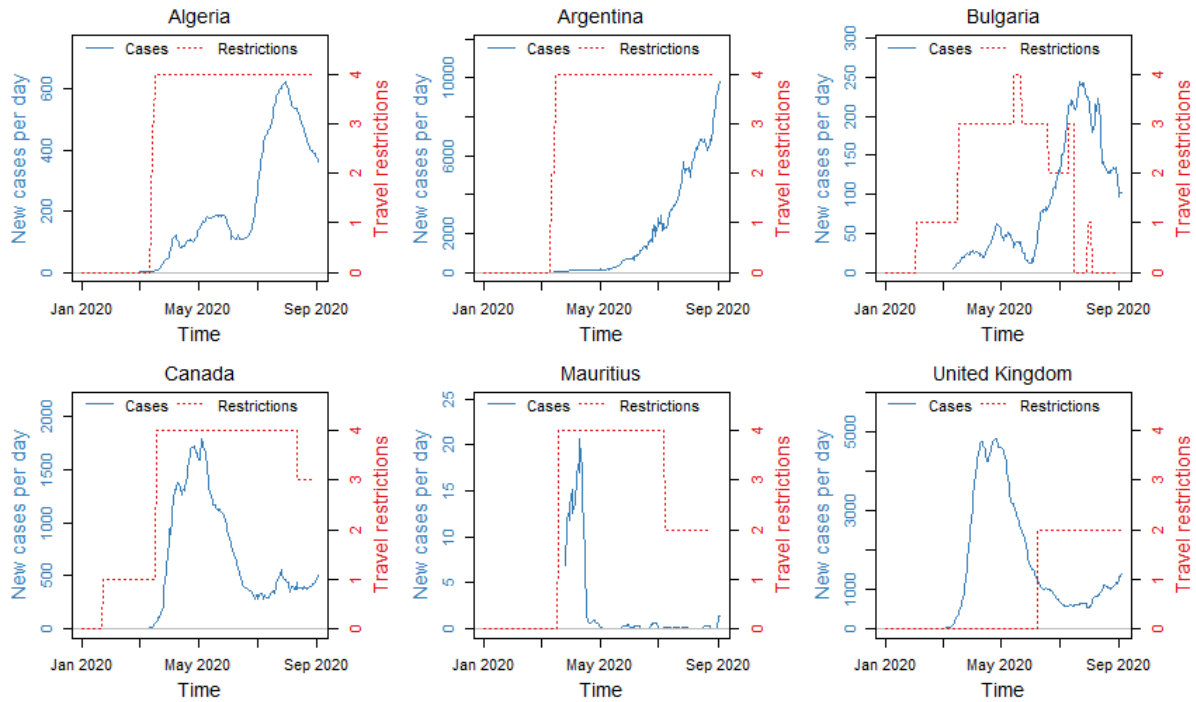 Algeria
Cases Restrictions
New cases per day
0 200 400 600
Travel restrictions
0 1 2 3 4
Jan 2020 May 2020 Sep 2020
Time
Argentina
Cases Restrictions
New cases per day
0 2000 6000 10000
Travel restrictions
0 1 2 3 4
Jan 2020 May 2020 Sep 2020
Time
Bulgaria
Cases Restrictions
New cases per day
0 50 100 150 200 250 300
Travel restrictions
0 1 2 3 4
Jan 2020 May 2020 Sep 2020
Time
Canada
Cases Restrictions
New cases per day
0 500 1000 1500 2000
Travel restrictions
0 1 2 3 4
Jan 2020 May 2020 Sep 2020
Time
Mauritius
Cases Restrictions
New cases per day
0 5 10 15 20 25
Travel restrictions
0 1 2 3 4
Jan 2020 May 2020 Sep 2020
Time
United Kingdom
Cases Restrictions
New cases per day
0 1000 3000 5000
Travel restrictions
0 1 2 3 4
Jan 2020 May 2020 Sep 2020
Time